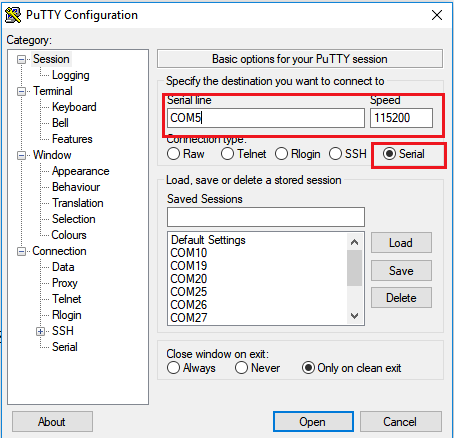 PuTTY Configuration
Category:
Session
Logging
Terminal
Keyboard
Bell
Features
Window
Appearance
Behaviour
Translation
Selection
Colours
Connection
Data
Proxy
Telnet
Rlogin
SSH
Serial
Basic options for your PuTTY session
Specify the destination you want to connect to
Serial line Speed
COM5 115200
Connection type:
Raw Telnet Rlogin SSH Serial
Load, save or delete a stored session
Saved Sessions
Default Settings
COM10
COM19
COM20
COM25
COM26
COM27
Load
Save
Delete
Close window on exit:
Always Never Only on clean exit
About Open Cancel